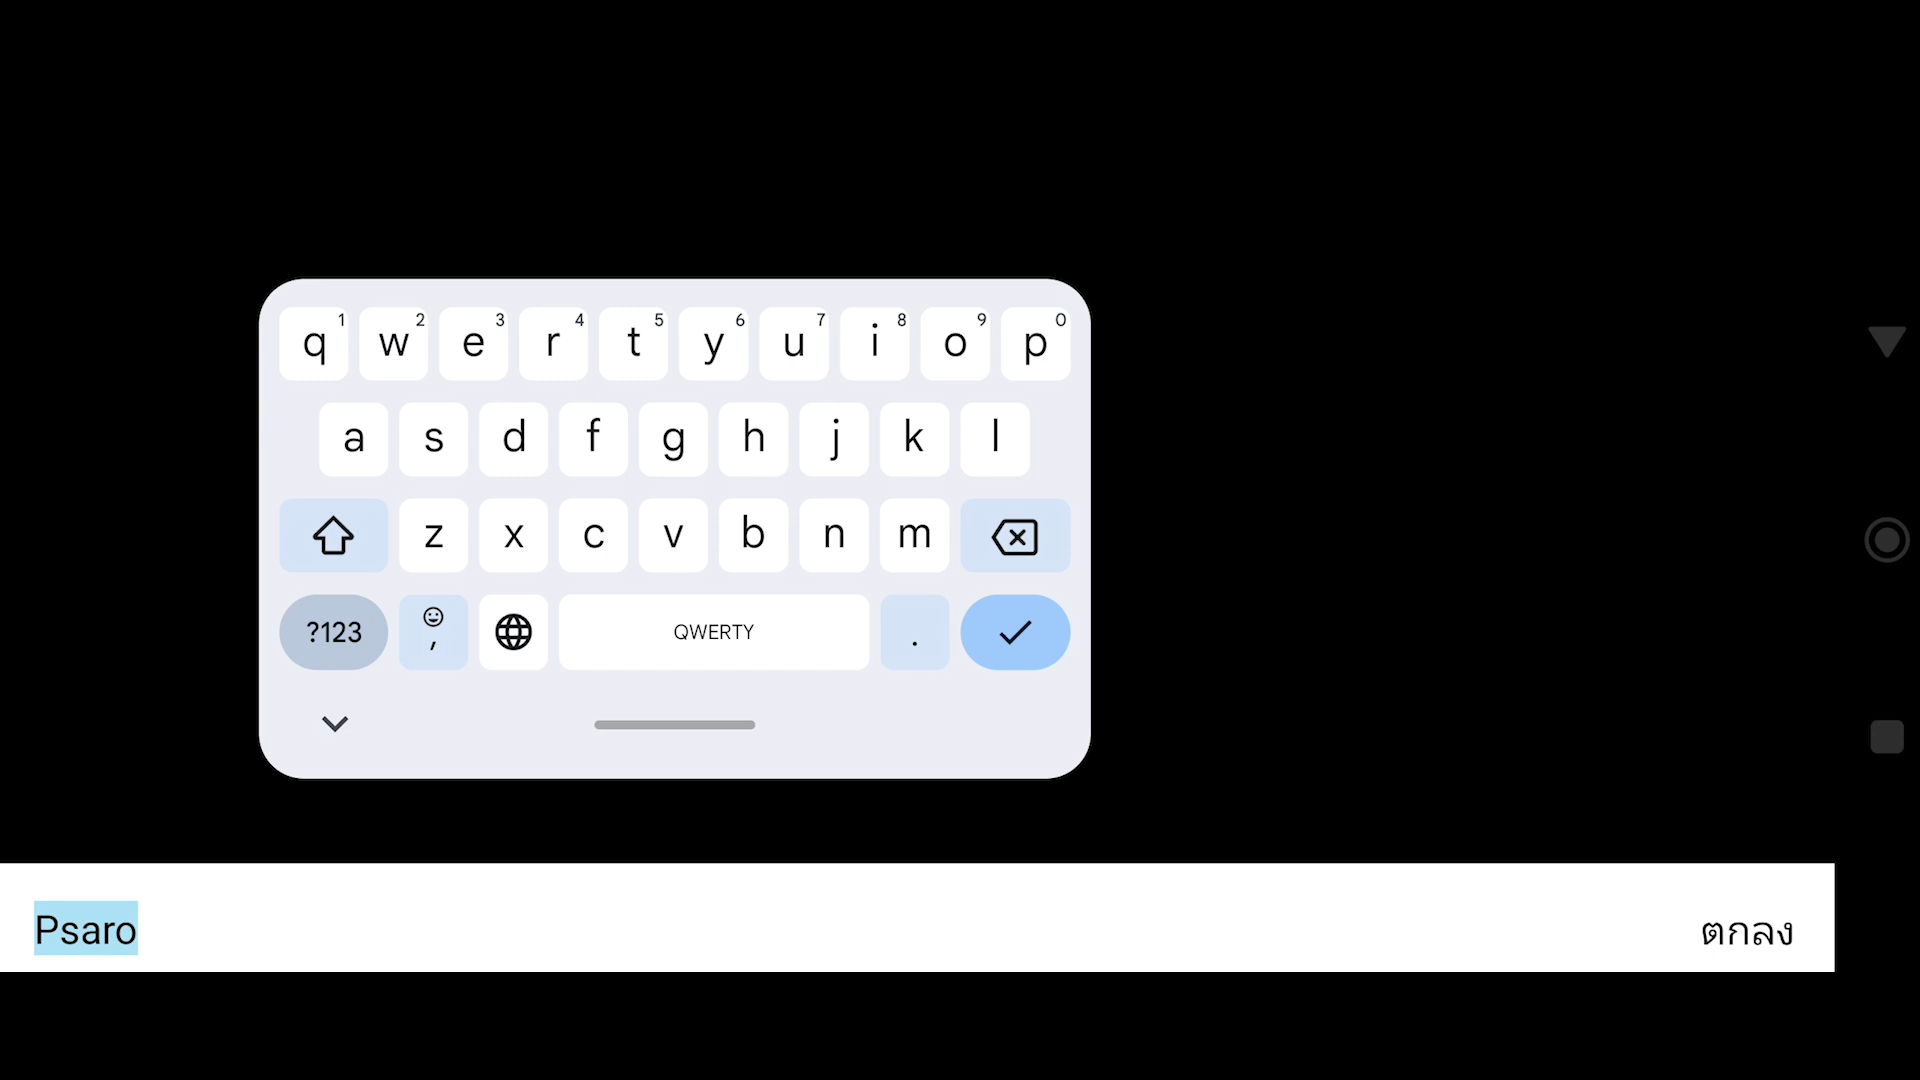 q 1 w 2 e 3 r 4 t 5 y 6 u 7 i 8 o 9 p 0
a s d f g h j k l
z x c v b n m
?123 , QWERTY .
Psaro ตกลง